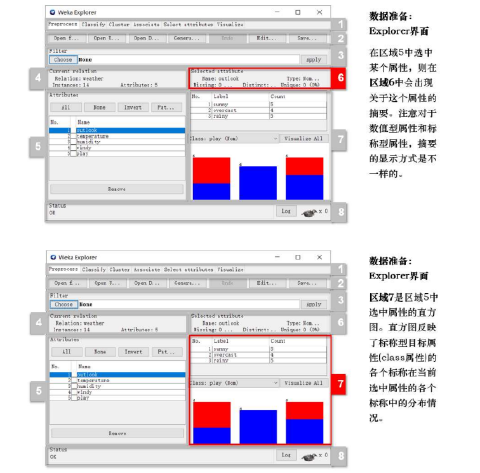 Weka Explorer
Preprocess Classify Cluster Associate Select attributes Visualize
1
Open f... Open U... Open D... Genera... Undo Edit... Save...
2
Filter
Choose None Apply
3
Current relation
Relation: weather
Instances: 14 Attributes: 5
4
Selected attribute
Name: outlook Type: Nom...
Missing: 0 ... Distinct: Unique: 0 (0%)
6
Attributes
All None Invert Pat...
No. Name
1 outlook
2 temperature
3 humidity
4 windy
5 play
Remove
5
No. Label Count
1 sunny 5
2 overcast 4
3 rainy 5
Class: play (Nom) Visualize All
7
Status
OK
Log x 0
8
数据准备：
Explorer界面
在区域5中选中
某个属性，则在
区域6中会出现
关于这个属性的
摘要。注意对于
数值型属性和标
称型属性，摘要
的显示方式是不
一样的。
Weka Explorer
Preprocess Classify Cluster Associate Select attributes Visualize
1
Open f... Open U... Open D... Genera... Undo Edit... Save...
2
Filter
Choose None Apply
3
Current relation
Relation: weather
Instances: 14 Attributes: 5
4
Selected attribute
Name: outlook Type: Nom...
Missing: 0 ... Distinct: Unique: 0 (0%)
6
Attributes
All None Invert Pat...
No. Name
1 outlook
2 temperature
3 humidity
4 windy
5 play
Remove
5
No. Label Count
1 sunny 5
2 overcast 4
3 rainy 5
Class: play (Nom) Visualize All
7
Status
OK
Log x 0
8
数据准备：
Explorer界面
区域7是区域5中
选中属性的直方
图。直方图反映
了标称型目标属
性(class属性)的
各个标称在当前
选中属性的各个
标称中的分布情
况。